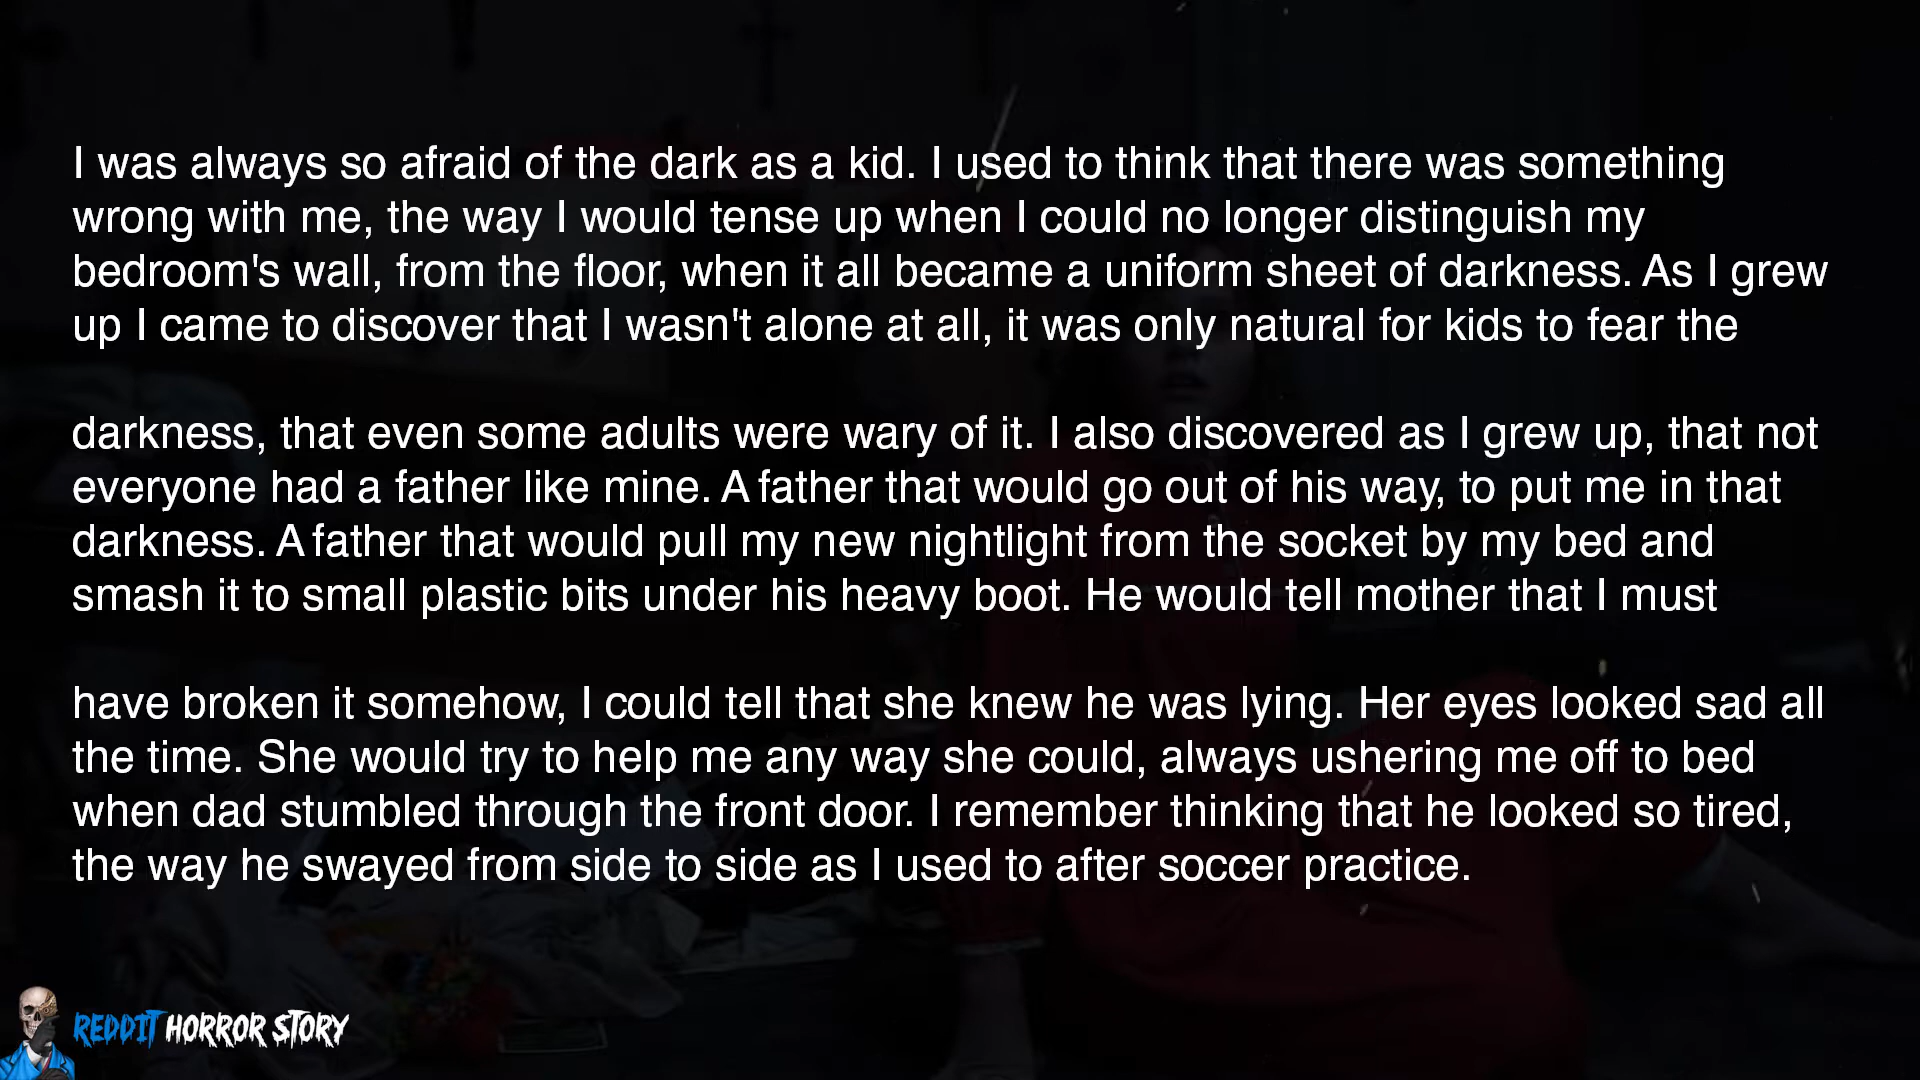 I was always so afraid of the dark as a kid. I used to think that there was something
wrong with me, the way I would tense up when I could no longer distinguish my
bedroom's wall, from the floor, when it all became a uniform sheet of darkness. As I grew
up I came to discover that I wasn't alone at all, it was only natural for kids to fear the
darkness, that even some adults were wary of it. I also discovered as I grew up, that not
everyone had a father like mine. A father that would go out of his way, to put me in that
darkness. A father that would pull my new nightlight from the socket by my bed and
smash it to small plastic bits under his heavy boot. He would tell mother that I must
have broken it somehow, I could tell that she knew he was lying. Her eyes looked sad all
the time. She would try to help me any way she could, always ushering me off to bed
when dad stumbled through the front door. I remember thinking that he looked so tired,
the way he swayed from side to side as I used to after soccer practice.
REDDIT HORROR STORY